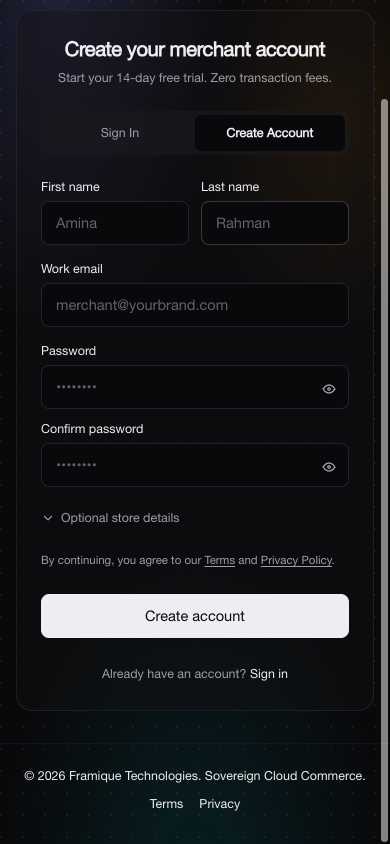 Create your merchant account
Start your 14-day free trial. Zero transaction fees.
Sign In
Create Account
First name
Last name
Amina
Rahman
Work email
merchant@yourbrand.com
Password
••••••••
Confirm password
••••••••
Optional store details
By continuing, you agree to our Terms and Privacy Policy.
Create account
Already have an account? Sign in
© 2026 Framique Technologies. Sovereign Cloud Commerce.
Terms Privacy